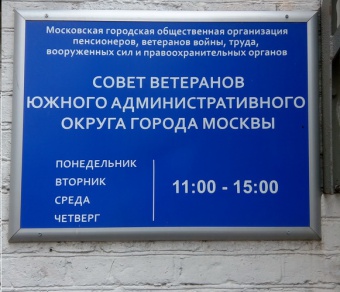 Московская городская общественная организация
пенсионеров, ветеранов войны, труда,
вооруженных сил и правоохранительных органов
СОВЕТ ВЕТЕРАНОВ
ЮЖНОГО АДМИНИСТРАТИВНОГО
ОКРУГА ГОРОДА МОСКВЫ
ПОНЕДЕЛЬНИК
ВТОРНИК
СРЕДА
ЧЕТВЕРГ
11:00 - 15:00